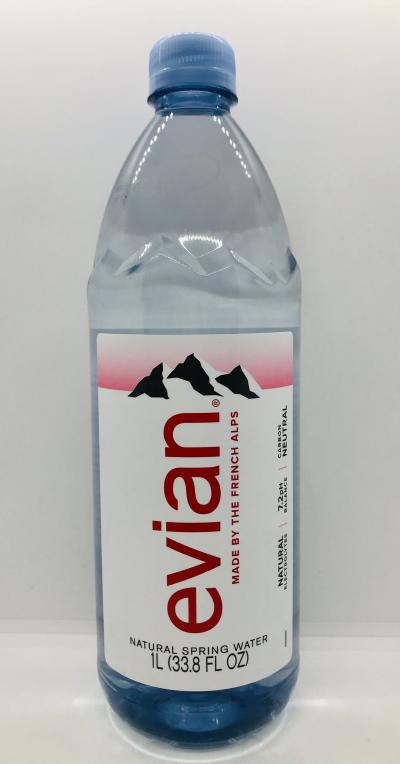 evian®
MADE BY THE FRENCH ALPS
NATURAL
ELECTROLYTES
7.2pH
BALANCE
CARBON
NEUTRAL
NATURAL SPRING WATER
1L (33.8 FL OZ)